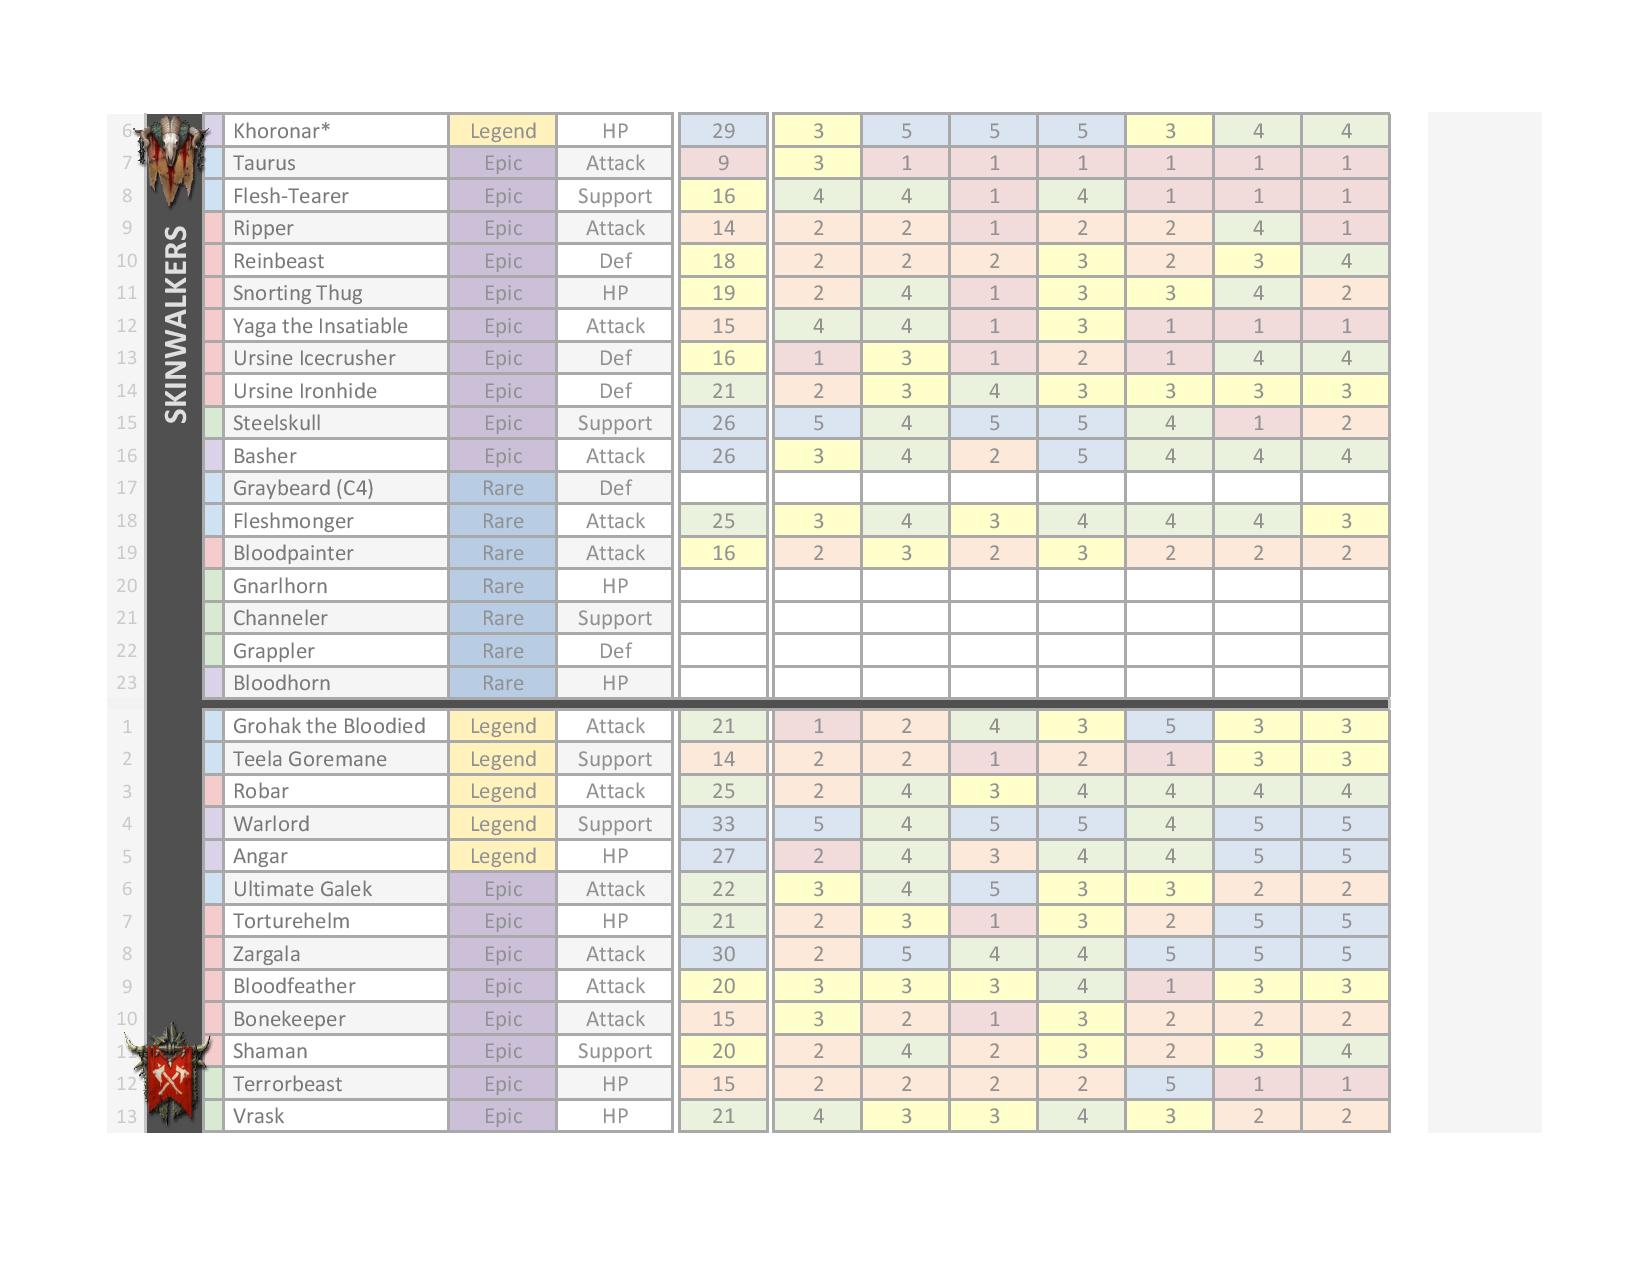 SKINWALKERS
6 Khoronar* Legend HP 29 3 5 5 5 3 4 4
7 Taurus Epic Attack 9 3 1 1 1 1 1 1
8 Flesh-Tearer Epic Support 16 4 4 1 4 1 1 1
9 Ripper Epic Attack 14 2 2 1 2 2 4 1
10 Reinbeast Epic Def 18 2 2 2 3 2 3 4
11 Snorting Thug Epic HP 19 2 4 1 3 3 4 2
12 Yaga the Insatiable Epic Attack 15 4 4 1 3 1 1 1
13 Ursine Icecrusher Epic Def 16 1 3 1 2 1 4 4
14 Ursine Ironhide Epic Def 21 2 3 4 3 3 3 3
15 Steelskull Epic Support 26 5 4 5 5 4 1 2
16 Basher Epic Attack 26 3 4 2 5 4 4 4
17 Graybeard (C4) Rare Def
18 Fleshmonger Rare Attack 25 3 4 3 4 4 4 3
19 Bloodpainter Rare Attack 16 2 3 2 3 2 2 2
20 Gnarlhorn Rare HP
21 Channeler Rare Support
22 Grappler Rare Def
23 Bloodhorn Rare HP
1 Grohak the Bloodied Legend Attack 21 1 2 4 3 5 3 3
2 Teela Goremane Legend Support 14 2 2 1 2 1 3 3
3 Robar Legend Attack 25 2 4 3 4 4 4 4
4 Warlord Legend Support 33 5 4 5 5 4 5 5
5 Angar Legend HP 27 2 4 3 4 4 5 5
6 Ultimate Galek Epic Attack 22 3 4 5 3 3 2 2
7 Torturehelm Epic HP 21 2 3 1 3 2 5 5
8 Zargala Epic Attack 30 2 5 4 4 5 5 5
9 Bloodfeather Epic Attack 20 3 3 3 4 1 3 3
10 Bonekeeper Epic Attack 15 3 2 1 3 2 2 2
11 Shaman Epic Support 20 2 4 2 3 2 3 4
12 Terrorbeast Epic HP 15 2 2 2 2 5 1 1
13 Vrask Epic HP 21 4 3 3 4 3 2 2